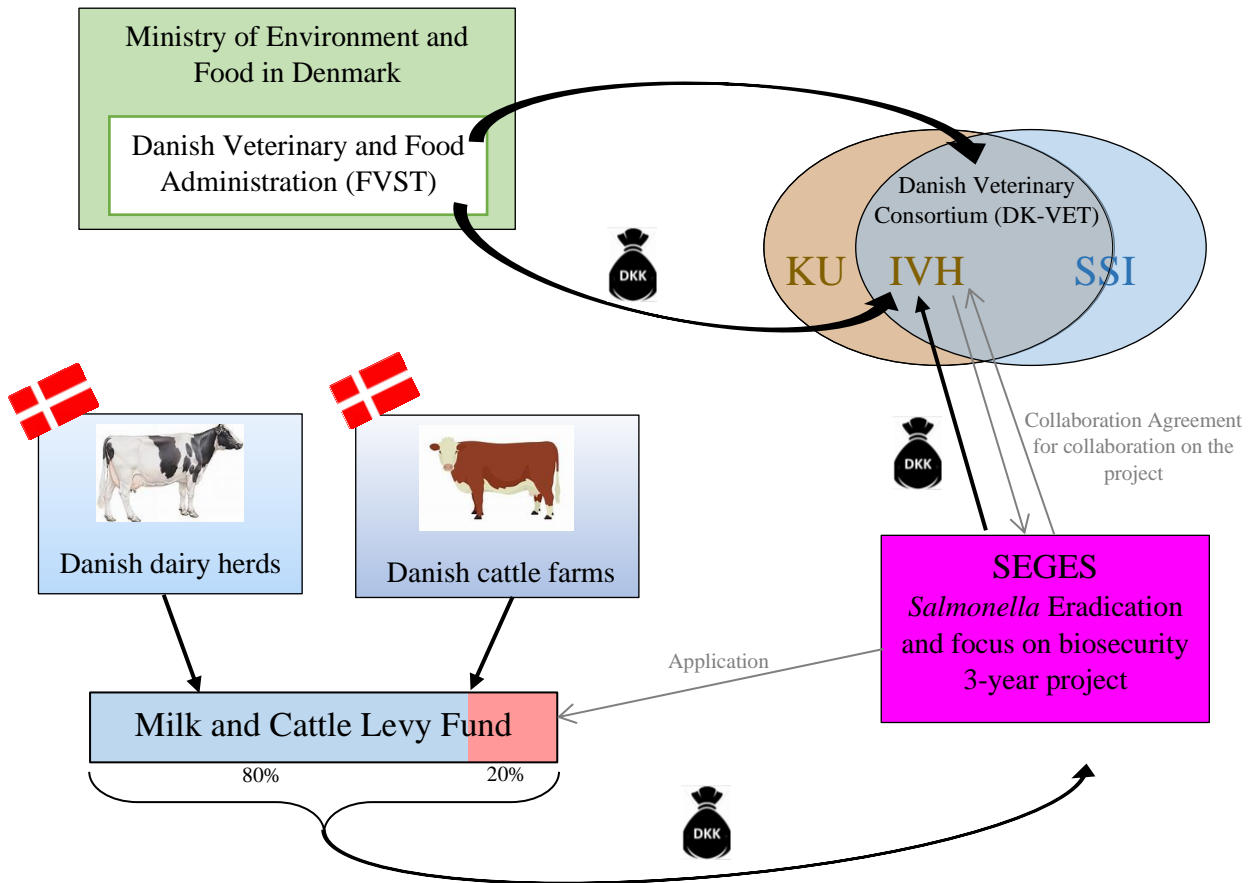 Ministry of Environment and
Food in Denmark
Danish Veterinary and Food
Administration (FVST)
Danish Veterinary
Consortium (DK-VET)
KU
IVH
SSI
DKK
Danish dairy herds
Danish cattle farms
DKK
Collaboration Agreement
for collaboration on the
project
SEGES
Salmonella Eradication
and focus on biosecurity
3-year project
Application
Milk and Cattle Levy Fund
80%
20%
DKK